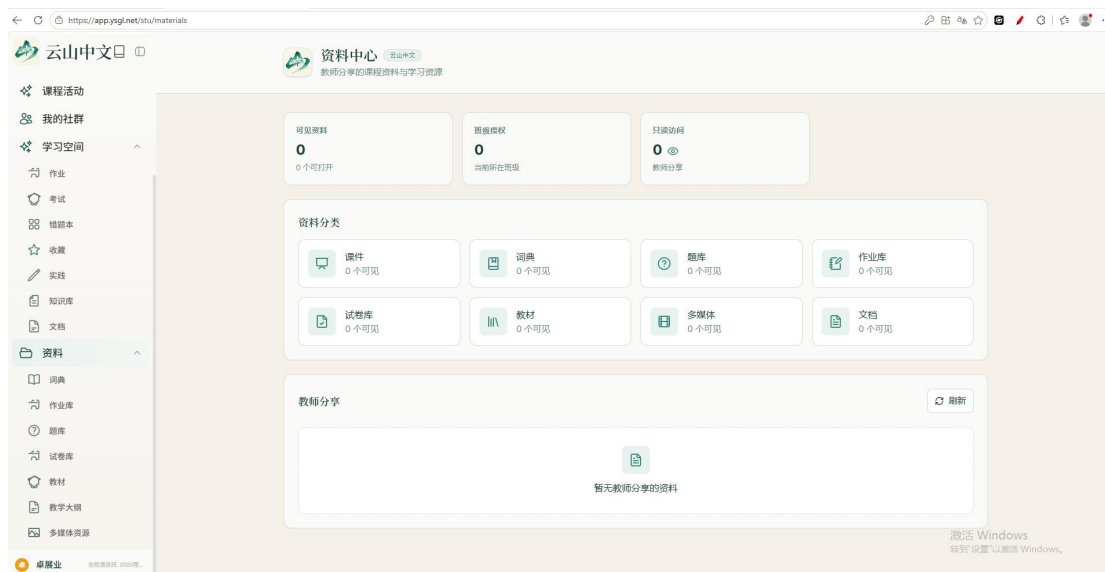 https://app.ysgl.net/stu/materials
云山中文
课程活动
我的社群
学习空间
作业
考试
错题本
收藏
实践
知识库
文档
资料
词典
作业库
题库
试卷库
教材
教学大纲
多媒体资源
卓展业
资料中心
云山中文
教师分享的课程资料与学习资源
可见资料
0
0 个可打开
班级授权
0
当前所在班级
只读访问
0
教师分享
资料分类
课件
0 个可见
词典
0 个可见
题库
0 个可见
作业库
0 个可见
试卷库
0 个可见
教材
0 个可见
多媒体
0 个可见
文档
0 个可见
教师分享
刷新
暂无教师分享的资料
激活 Windows
转到"设置"以激活 Windows。